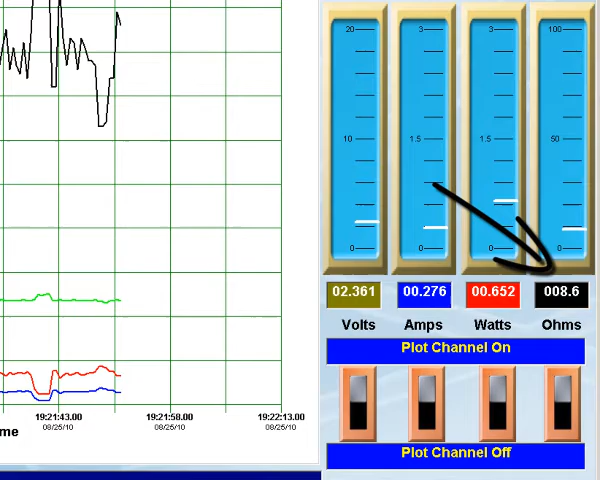 20 3 3 100
10 1.5 1.5 50
0 0 0 0
02.361 00.276 00.652 008.6
Volts Amps Watts Ohms
Plot Channel On
Plot Channel Off
19:21:43.00 19:21:58.00 19:22:13.00
08/25/10 08/25/10 08/25/10
me